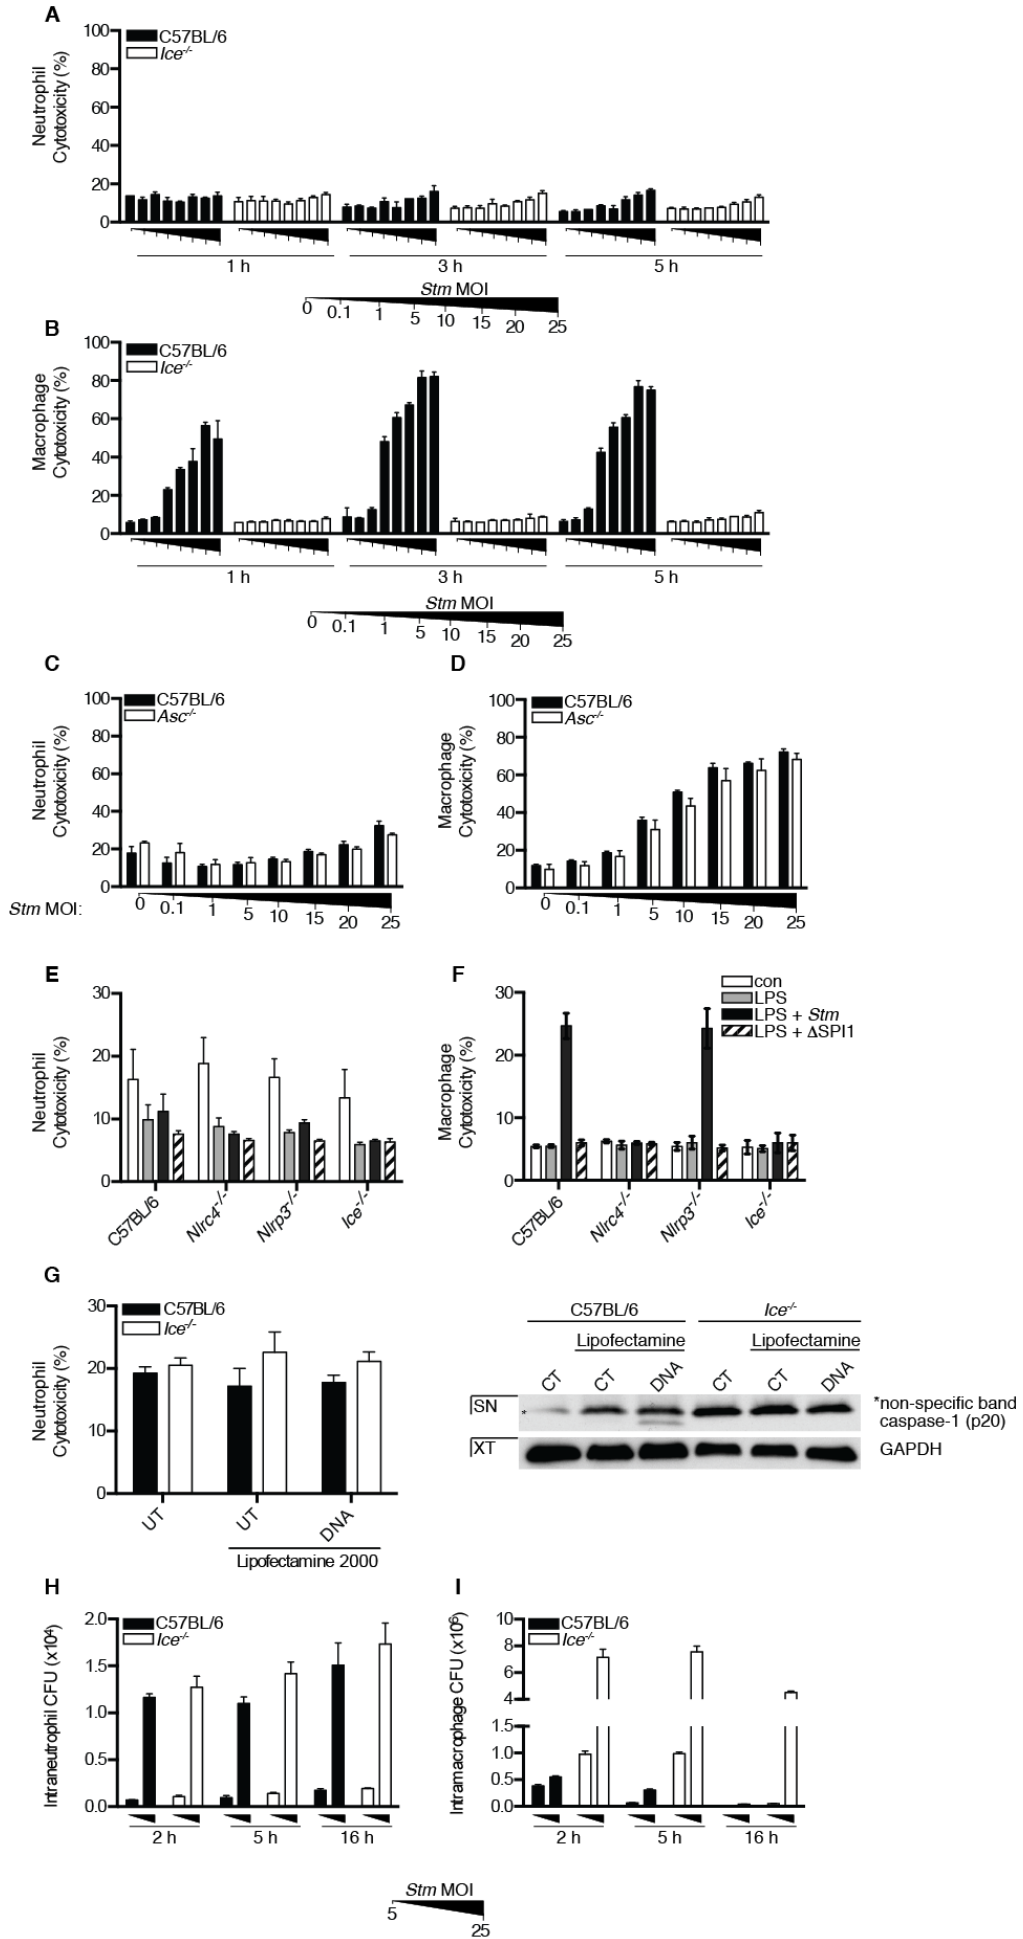 A
C57BL/6
Ice-/-
Neutrophil
Cytotoxicity (%)
100
80
60
40
20
0
1 h
3 h
5 h
Stm MOI
0
0.1
1
5
10
15
20
25
B
C57BL/6
Ice-/-
Macrophage
Cytotoxicity (%)
100
80
60
40
20
0
1 h
3 h
5 h
Stm MOI
0
0.1
1
5
10
15
20
25
C
C57BL/6
Asc-/-
Neutrophil
Cytotoxicity (%)
100
80
60
40
20
0
Stm MOI:
0
0.1
1
5
10
15
20
25
D
C57BL/6
Asc-/-
Macrophage
Cytotoxicity (%)
100
80
60
40
20
0
0
0.1
1
5
10
15
20
25
E
Neutrophil
Cytotoxicity (%)
30
20
10
0
C57BL/6
Nlrc4-/-
Nlrp3-/-
Ice-/-
F
con
LPS
LPS + Stm
LPS + ΔSPI1
Macrophage
Cytotoxicity (%)
30
20
10
0
C57BL/6
Nlrc4-/-
Nlrp3-/-
Ice-/-
G
C57BL/6
Ice-/-
Neutrophil
Cytotoxicity (%)
30
20
10
0
UT
UT
DNA
Lipofectamine 2000
C57BL/6
Ice-/-
Lipofectamine
Lipofectamine
CT
CT
DNA
CT
CT
DNA
SN
*
*non-specific band
caspase-1 (p20)
XT
GAPDH
H
C57BL/6
Ice-/-
Intraneutrophil CFU (x10⁴)
2.0
1.5
1.0
0.5
0.0
2 h
5 h
16 h
I
C57BL/6
Ice-/-
Intramacrophage CFU (x10⁶)
10
8
6
4
1.5
1.0
0.5
0.0
2 h
5 h
16 h
Stm MOI
5
25